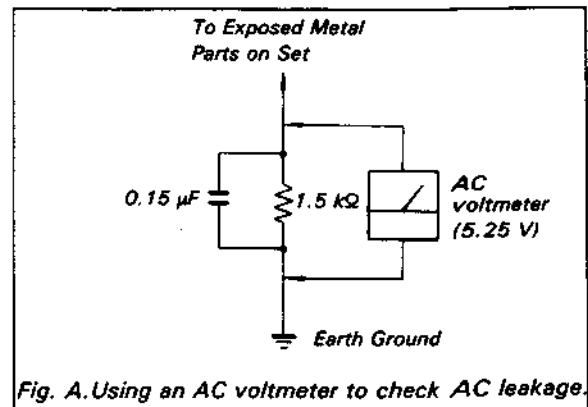 To Exposed Metal
Parts on Set
0.15 μF
1.5 kΩ
AC
voltmeter
(5.25 V)
Earth Ground
Fig. A. Using an AC voltmeter to check AC leakage.